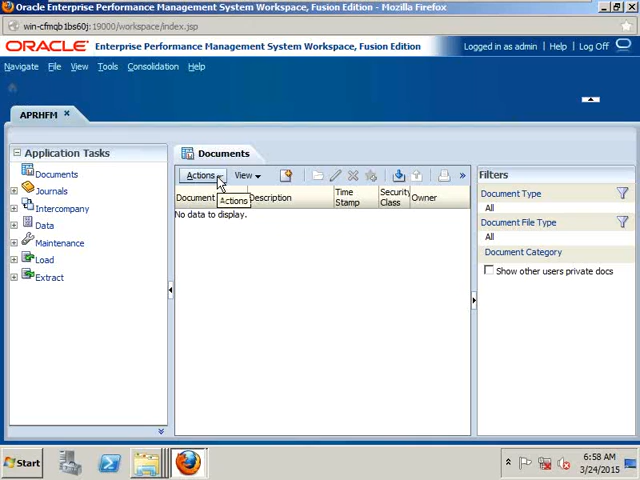 Oracle Enterprise Performance Management System Workspace, Fusion Edition - Mozilla Firefox
win-cfmqb1bs60j:19000/workspace/index.jsp
ORACLE Enterprise Performance Management System Workspace, Fusion Edition Logged in as admin | Help | Log Off
Navigate File View Tools Consolidation Help
APRHFM ×
Application Tasks
Documents
Journals
Intercompany
Data
Maintenance
Load
Extract
Documents
Actions View »
Actions
Document Description Time Stamp Security Class Owner
No data to display.
Filters
Document Type
All
Document File Type
All
Document Category
Show other users private docs
Start
6:58 AM
3/24/2015